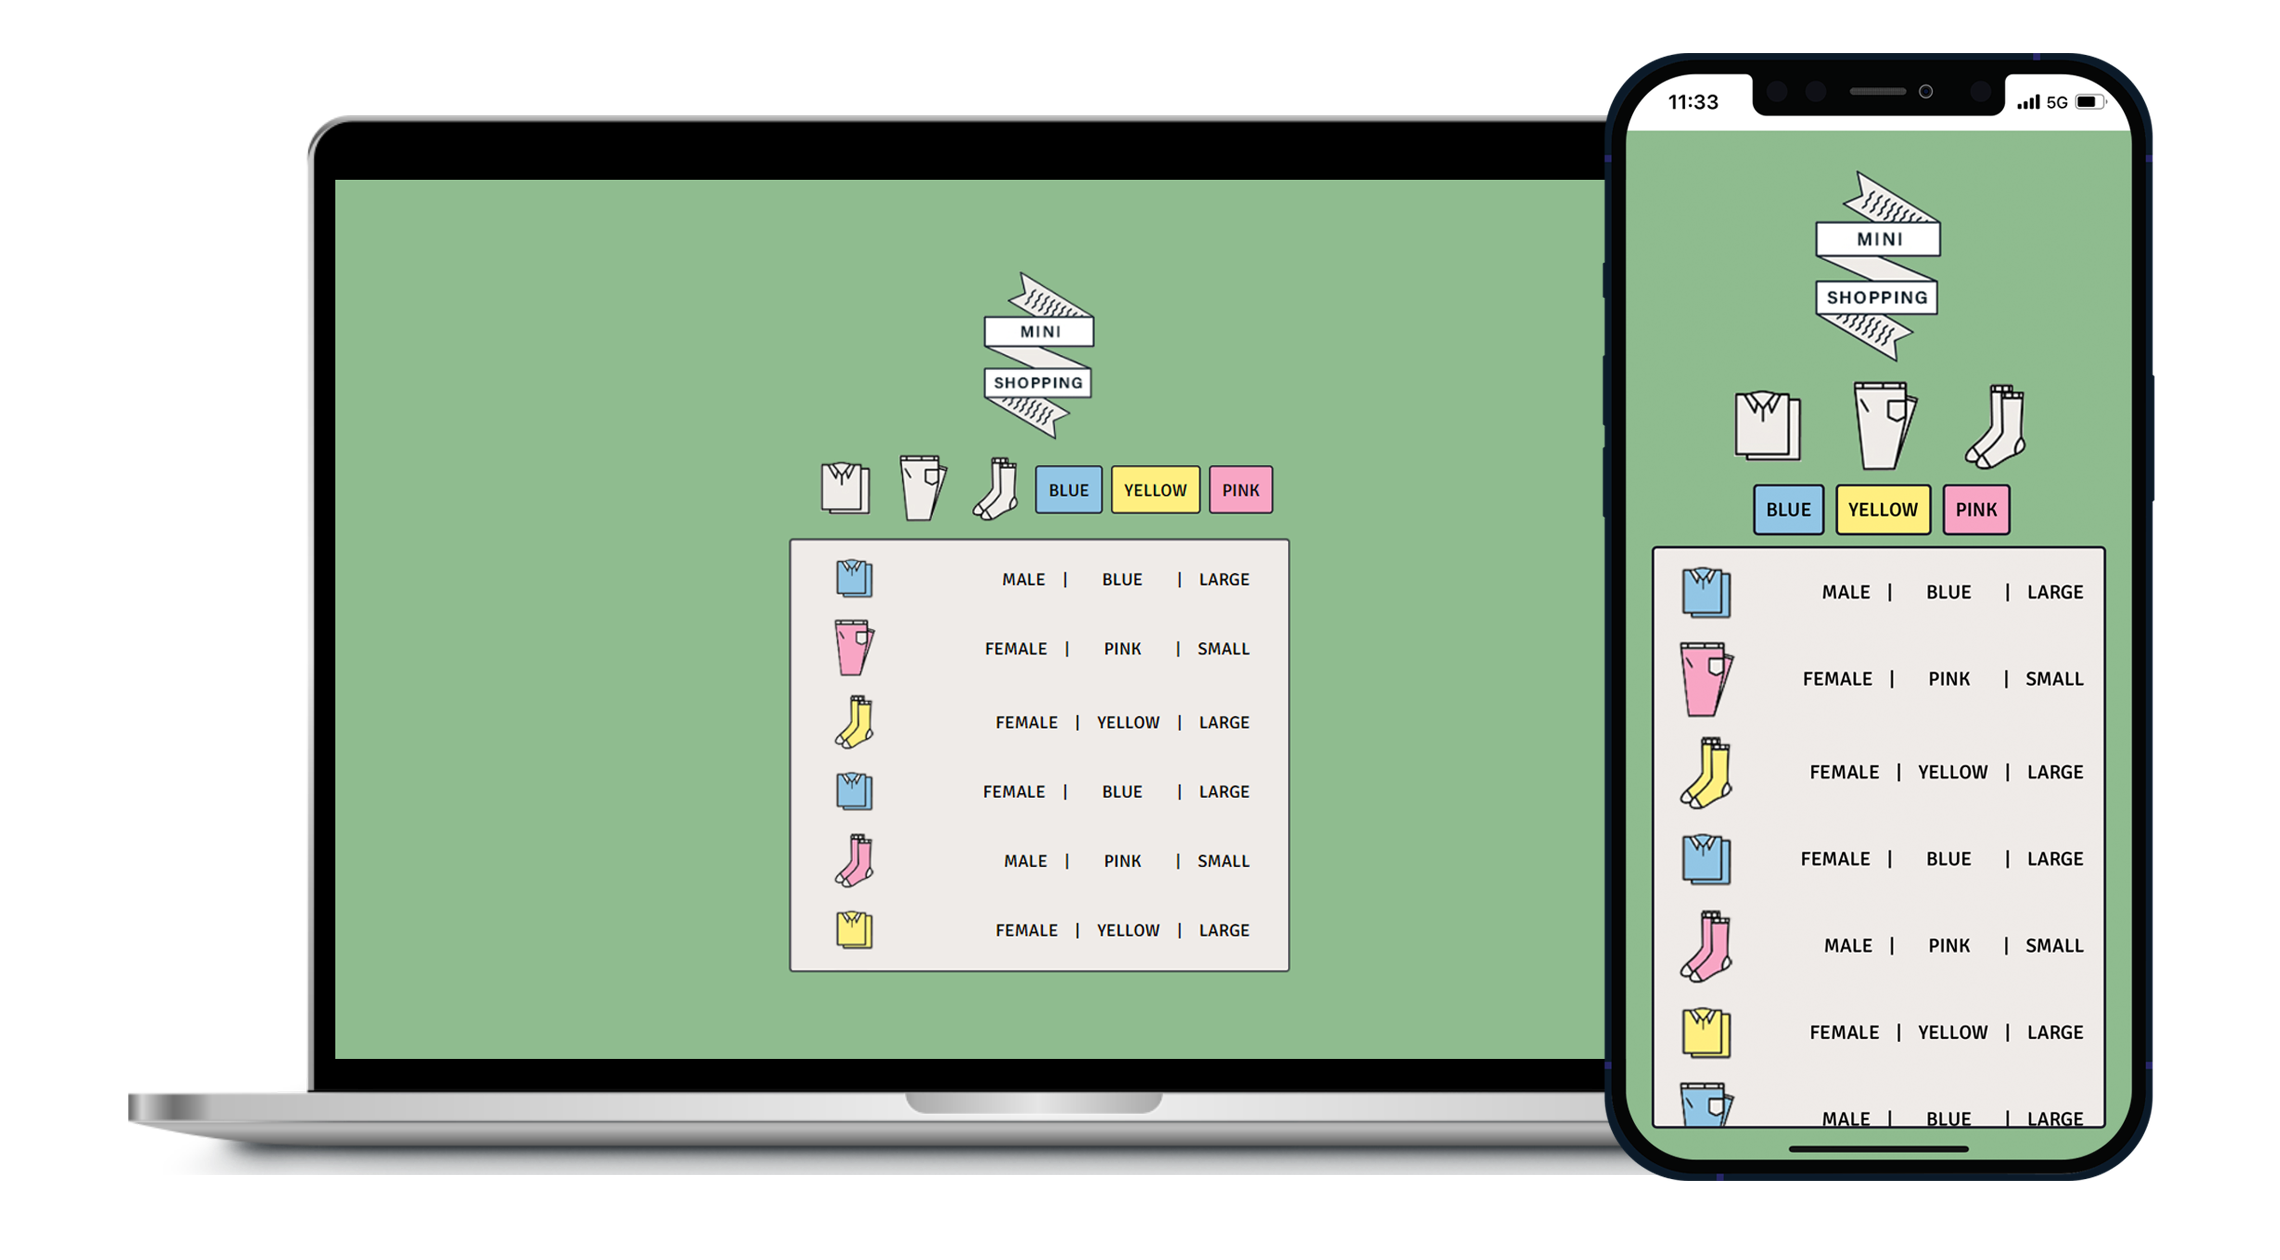 MINI
SHOPPING
BLUE YELLOW PINK
MALE | BLUE | LARGE
FEMALE | PINK | SMALL
FEMALE | YELLOW | LARGE
FEMALE | BLUE | LARGE
MALE | PINK | SMALL
FEMALE | YELLOW | LARGE
11:33 5G
MINI
SHOPPING
BLUE YELLOW PINK
MALE | BLUE | LARGE
FEMALE | PINK | SMALL
FEMALE | YELLOW | LARGE
FEMALE | BLUE | LARGE
MALE | PINK | SMALL
FEMALE | YELLOW | LARGE
MALE | BLUE | LARGE